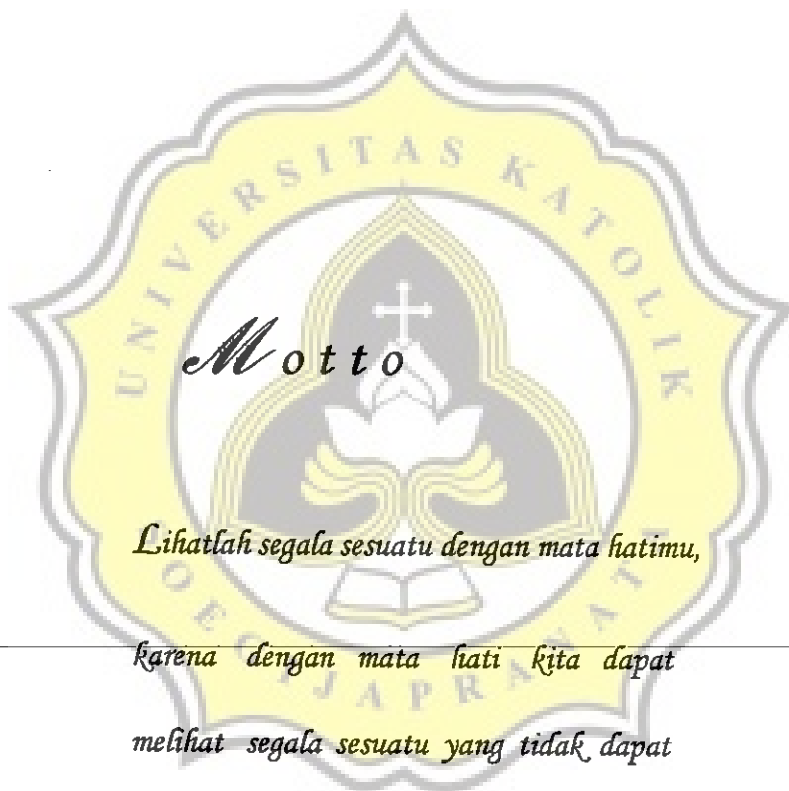 UNIVERSITAS KATOLIK
Motto
Lihatlah segala sesuatu dengan mata hatimu,
karena dengan mata hati kita dapat
melihat segala sesuatu yang tidak dapat